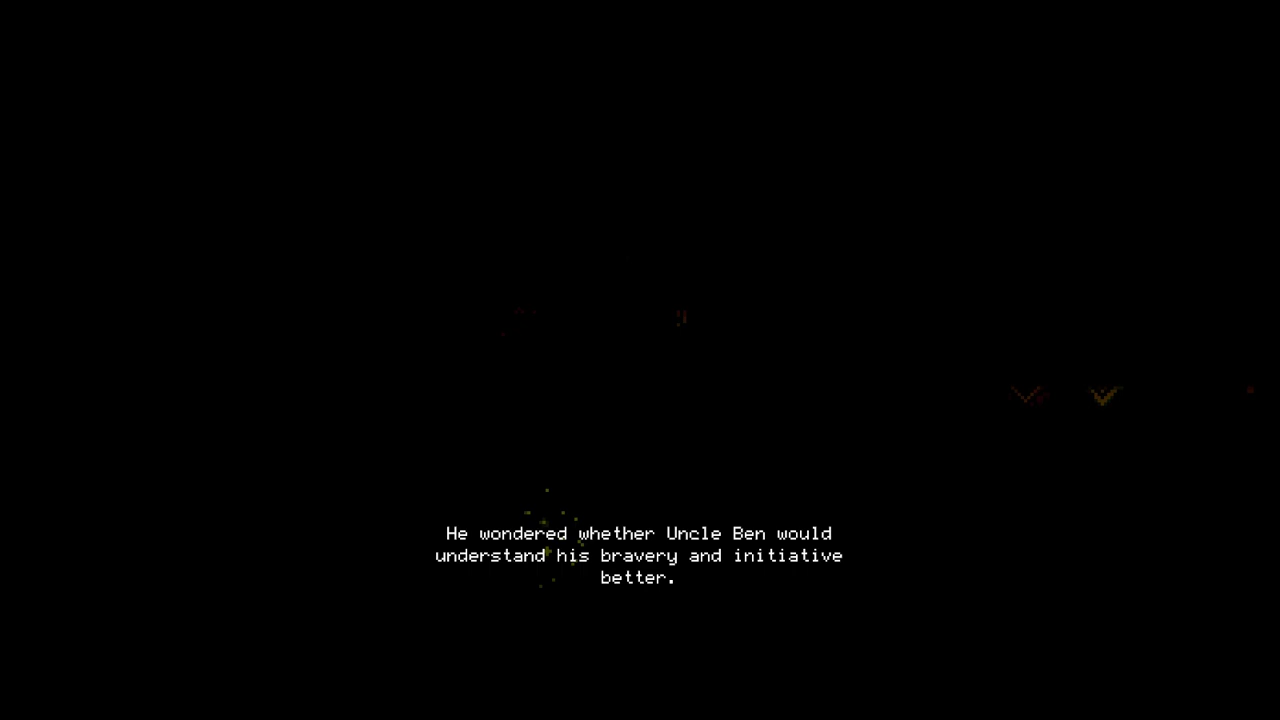 He wondered whether Uncle Ben would
understand his bravery and initiative
better.